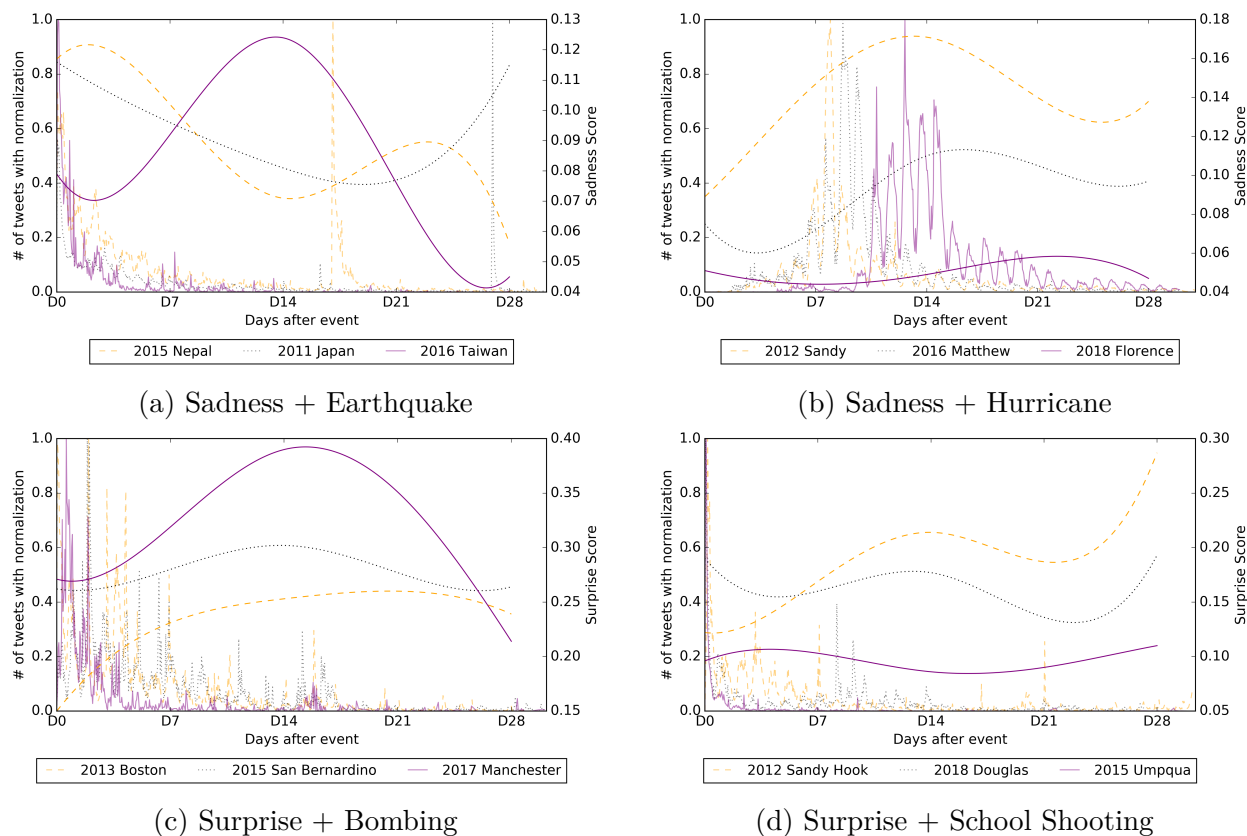 1.0
0.8
0.6
0.4
0.2
0.0
# of tweets with normalization
D0 D7 D14 D21 D28
Days after event
0.13
0.12
0.11
0.10
0.09
0.08
0.07
0.06
0.05
0.04
Sadness Score
2015 Nepal 2011 Japan 2016 Taiwan
(a) Sadness + Earthquake
1.0
0.8
0.6
0.4
0.2
0.0
# of tweets with normalization
D0 D7 D14 D21 D28
Days after event
0.18
0.16
0.14
0.12
0.10
0.08
0.06
0.04
Sadness Score
2012 Sandy 2016 Matthew 2018 Florence
(b) Sadness + Hurricane
1.0
0.8
0.6
0.4
0.2
0.0
# of tweets with normalization
D0 D7 D14 D21 D28
Days after event
0.40
0.35
0.30
0.25
0.20
0.15
Surprise Score
2013 Boston 2015 San Bernardino 2017 Manchester
(c) Surprise + Bombing
1.0
0.8
0.6
0.4
0.2
0.0
# of tweets with normalization
D0 D7 D14 D21 D28
Days after event
0.30
0.25
0.20
0.15
0.10
0.05
Surprise Score
2012 Sandy Hook 2018 Douglas 2015 Umpqua
(d) Surprise + School Shooting